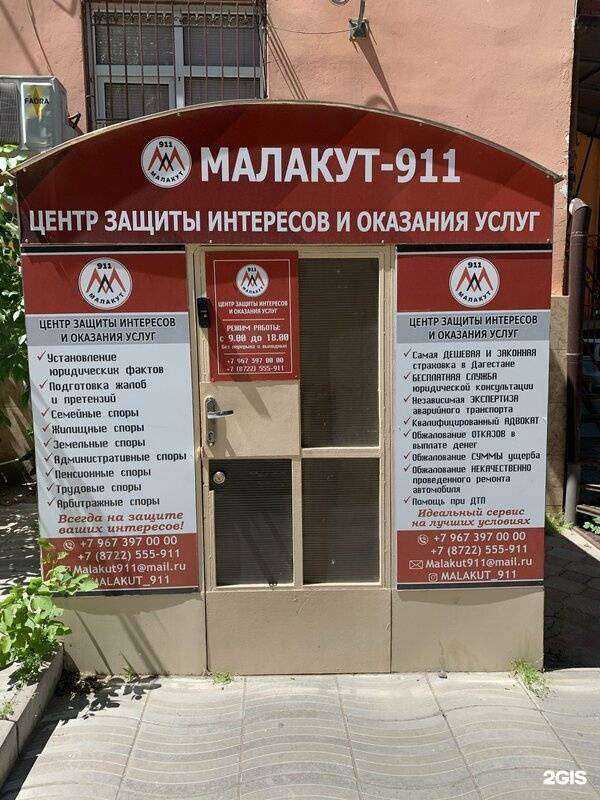 FABRA
911
МАЛАКУТ
МАЛАКУТ-911
ЦЕНТР ЗАЩИТЫ ИНТЕРЕСОВ И ОКАЗАНИЯ УСЛУГ
911
МАЛАКУТ
ЦЕНТР ЗАЩИТЫ ИНТЕРЕСОВ
И ОКАЗАНИЯ УСЛУГ
Установление
юридических фактов
Подготовка жалоб
и претензий
Семейные споры
Жилищные споры
Земельные споры
Административные споры
Пенсионные споры
Трудовые споры
Арбитражные споры
Всегда на защите
ваших интересов!
+7 967 397 00 00
+7 (8722) 555-911
Malakut911@mail.ru
MALAKUT_911
911
МАЛАКУТ
ЦЕНТР ЗАЩИТЫ ИНТЕРЕСОВ
И ОКАЗАНИЯ УСЛУГ
РЕЖИМ РАБОТЫ:
с 9.00 до 18.00
Без перерыва и выходных
+7 967 397 00 00
+7 (8722) 555-911
911
МАЛАКУТ
ЦЕНТР ЗАЩИТЫ ИНТЕРЕСОВ
И ОКАЗАНИЯ УСЛУГ
Самая ДЕШЕВАЯ И ЗАКОННАЯ
страховка в Дагестане
БЕСПЛАТНАЯ СЛУЖБА
юридической консультации
Независимая ЭКСПЕРТИЗА
аварийного транспорта
Квалифицированный АДВОКАТ
Обжалование ОТКАЗОВ в
выплате денег
Обжалование СУММЫ ущерба
Обжалование НЕКАЧЕСТВЕННО
проведенного ремонта
автомобиля
Помощь при ДТП
Идеальный сервис
на лучших условиях
+7 967 397 00 00
+7 (8722) 555-911
Malakut911@mail.ru
MALAKUT_911
2GIS